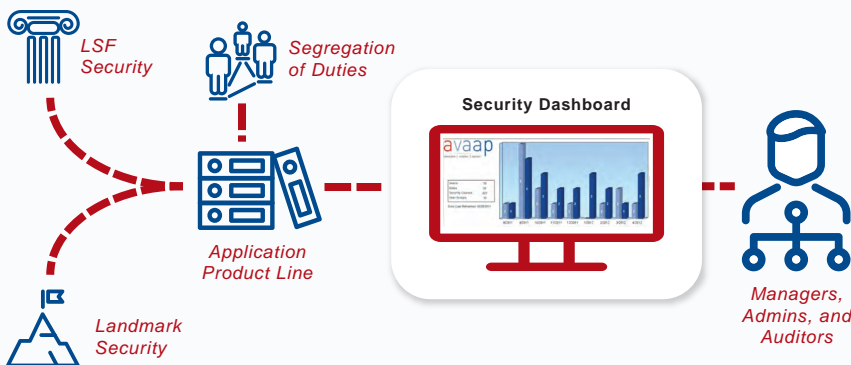 LSF
Security
Segregation
of Duties
Security Dashboard
avaap
Application
Product Line
Landmark
Security
Managers,
Admins, and
Auditors